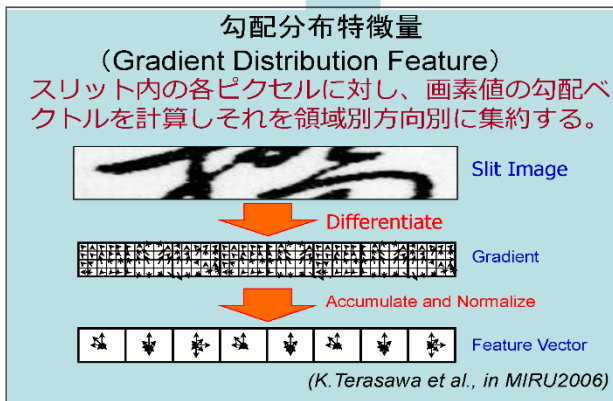 勾配分布特徴量
（Gradient Distribution Feature）
スリット内の各ピクセルに対し、画素値の勾配ベ
クトルを計算しそれを領域別方向別に集約する。
Slit Image
Differentiate
Gradient
Accumulate and Normalize
Feature Vector
(K.Terasawa et al., in MIRU2006)